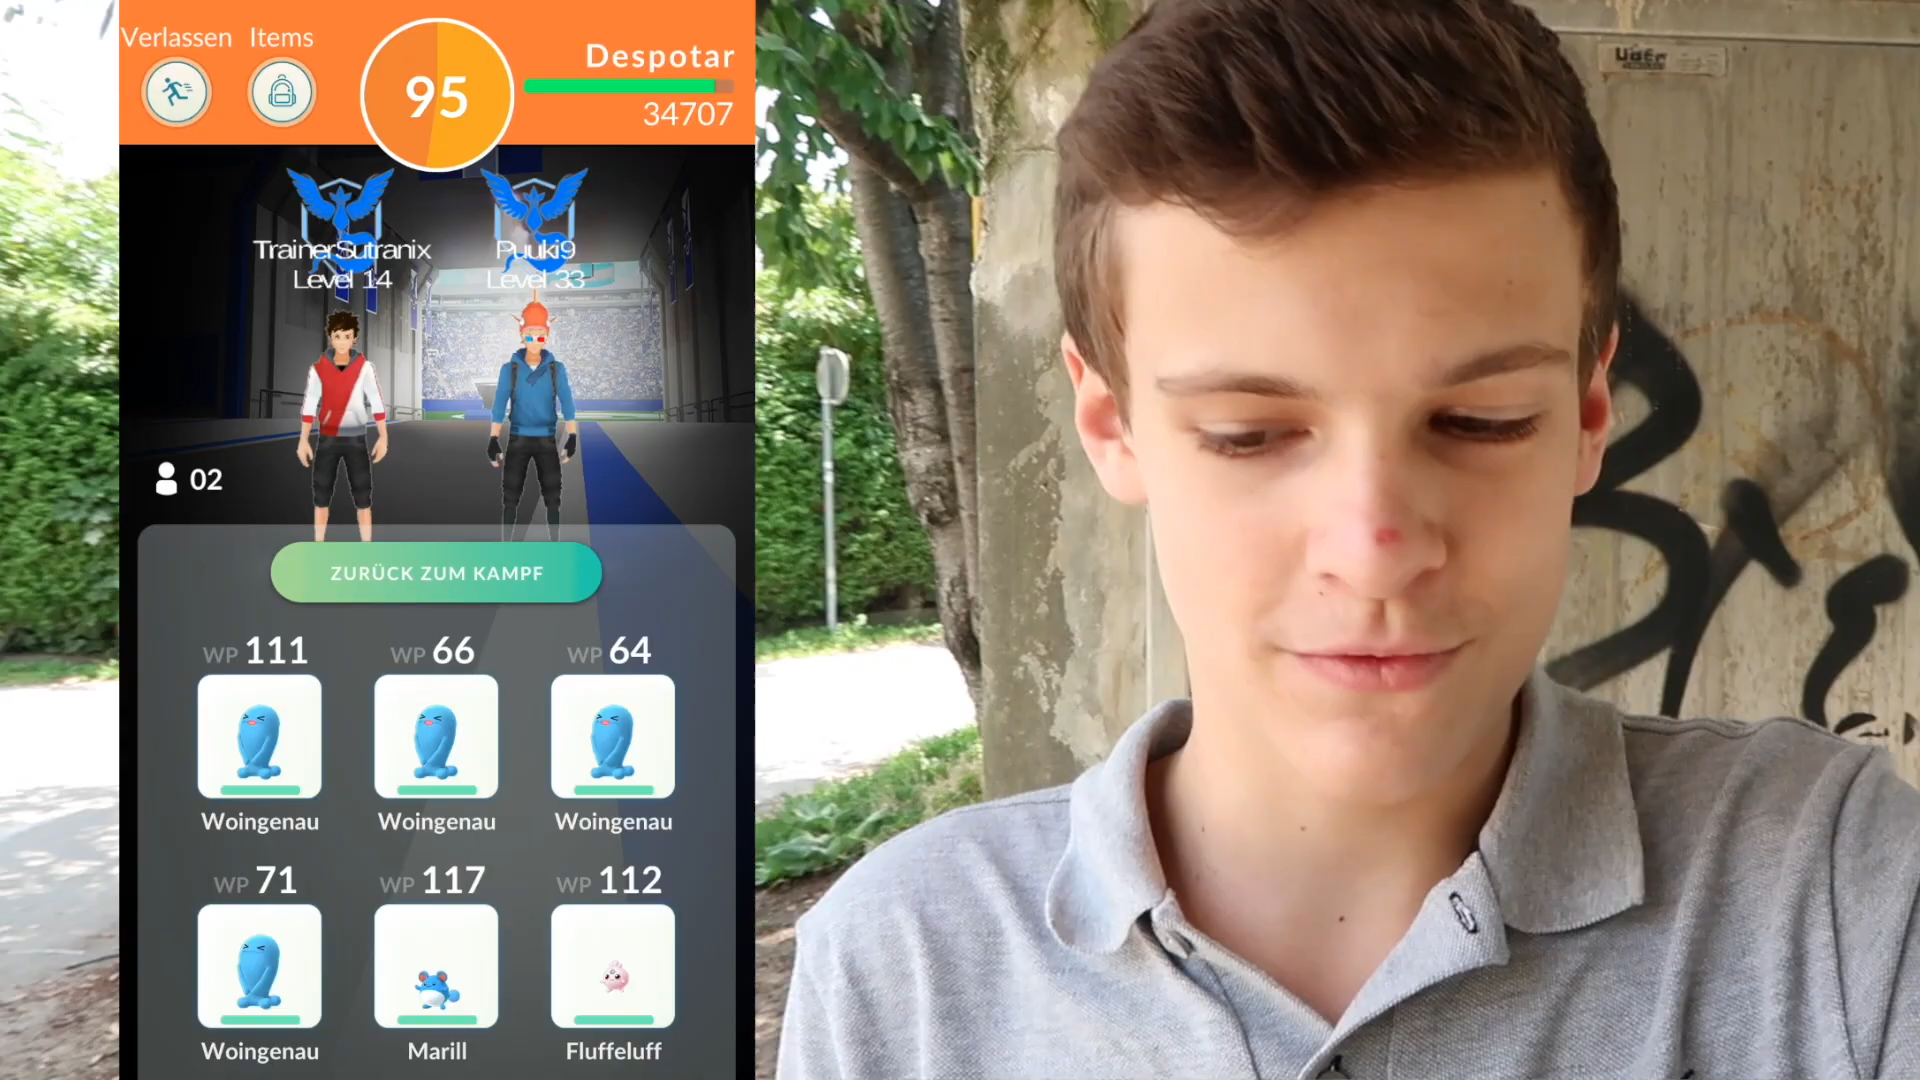 Verlassen Items
95
Despotar
34707
TrainerSutranix
Level 14
Puuki9
Level 33
02
ZURÜCK ZUM KAMPF
WP 111
WP 66
WP 64
Woingenau
Woingenau
Woingenau
WP 71
WP 117
WP 112
Woingenau
Marill
Fluffeluff